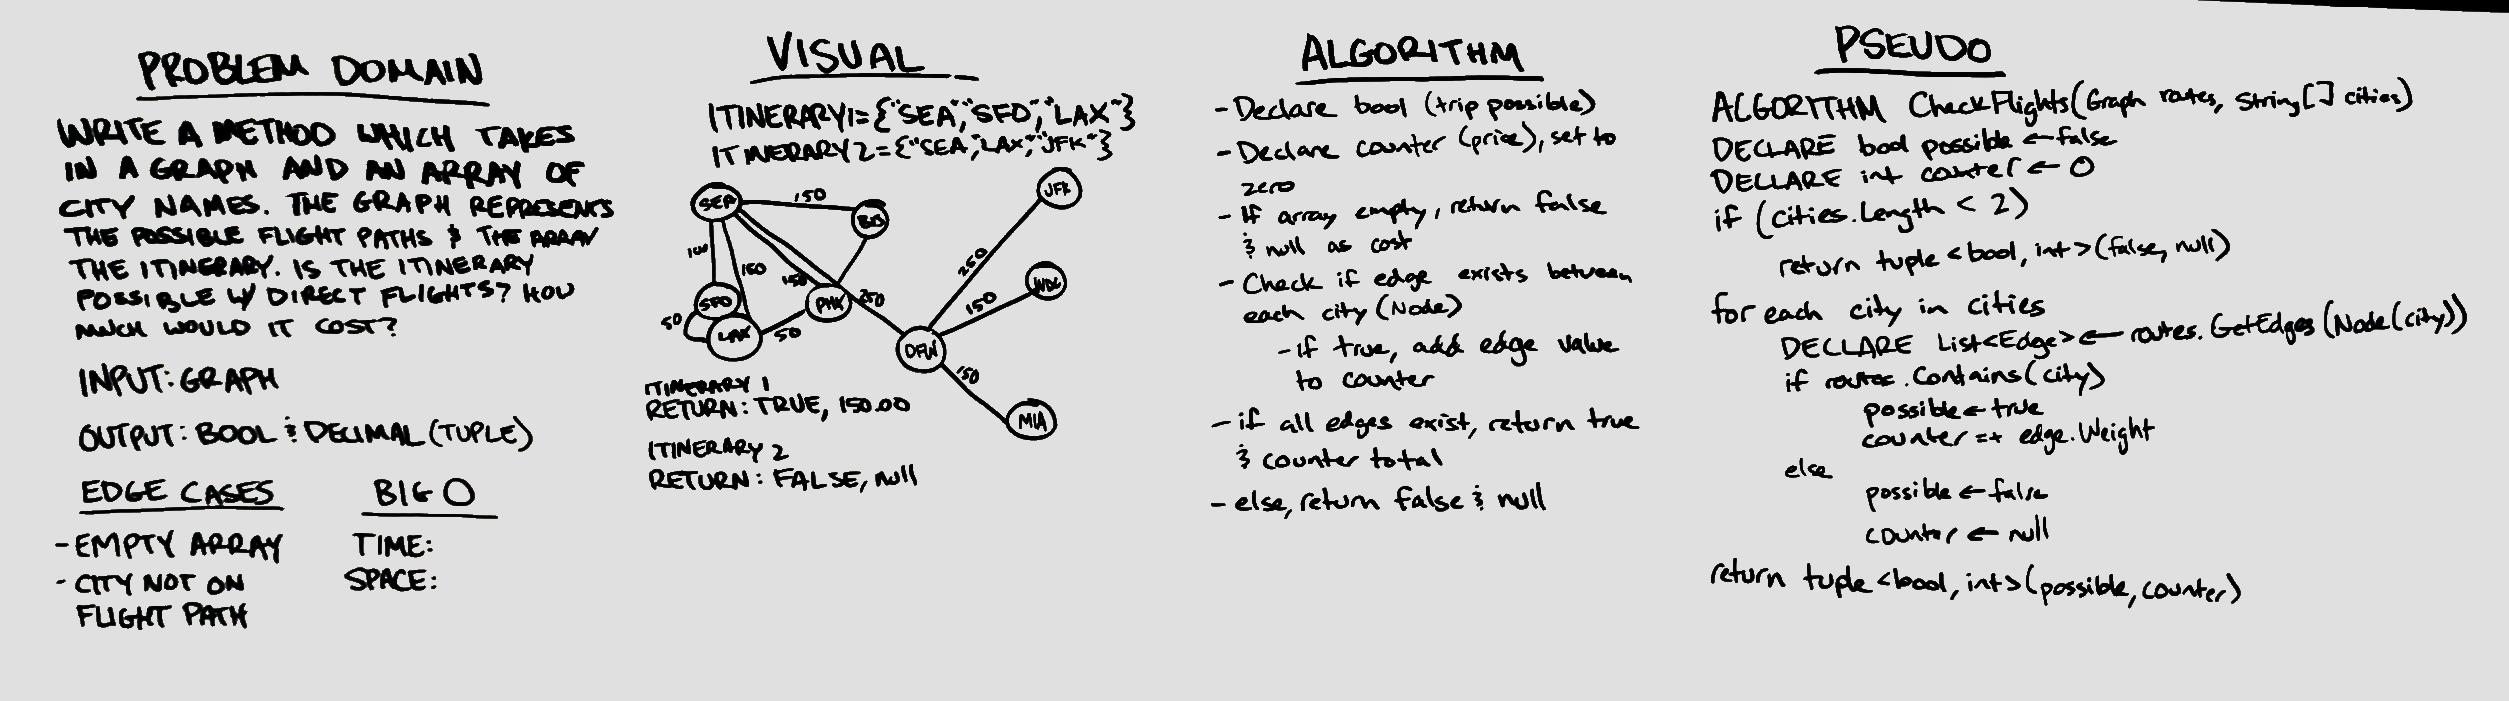 PROBLEM DOMAIN
WRITE A METHOD WHICH TAKES
IN A GRAPH AND AN ARRAY OF
CITY NAMES. THE GRAPH REPRESENTS
THE POSSIBLE FLIGHT PATHS & THE ARRAY
THE ITINERARY. IS THE ITINERARY
POSSIBLE W/ DIRECT FLIGHTS? HOW
MUCH WOULD IT COST?
INPUT: GRAPH
OUTPUT: BOOL & DECIMAL (TUPLE)
EDGE CASES
- EMPTY ARRAY
- CITY NOT ON
FLIGHT PATH
BIG O
TIME:
SPACE:
VISUAL
ITINERARY1 = {"SEA", "SFO", "LAX"}
ITINERARY 2 = {"SEA", "LAX", "JFK"}
SEA
150
JFK
100
150
150
250
250
SFO
PHX
150
50
LAX
50
DFW
150
MIA
ITINERARY 1
RETURN: TRUE, 150.00
ITINERARY 2
RETURN: FALSE, null
ALGORITHM
- Declare bool (trip possible)
- Declare counter (price), set to
zero
- If array empty, return false
& null as cost
- Check if edge exists between
each city (Node)
- If true, add edge value
to counter
- if all edges exist, return true
& counter total
- else, return false & null
PSEUDO
ALGORITHM CheckFlights(Graph routes, String[] cities)
DECLARE bool possible ← false
DECLARE int counter ← 0
if (cities.Length < 2)
return tuple <bool, int>(false, null)
for each city in cities
DECLARE List<Edge> ← routes.GetEdges(Node(city))
if routes.Contains(city)
possible ← true
counter =+ edge.Weight
else
possible ← false
counter ← null
return tuple <bool, int>(possible, counter)